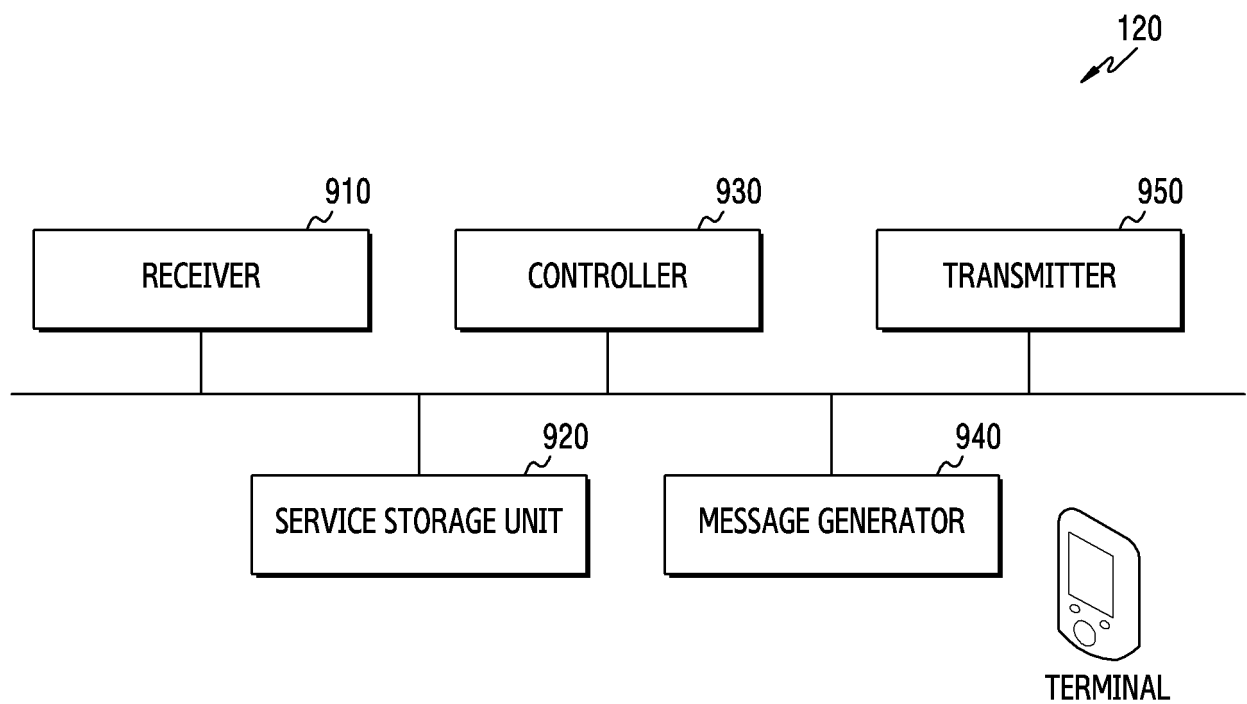 120
910
930
950
RECEIVER
CONTROLLER
TRANSMITTER
920
940
SERVICE STORAGE UNIT
MESSAGE GENERATOR
TERMINAL